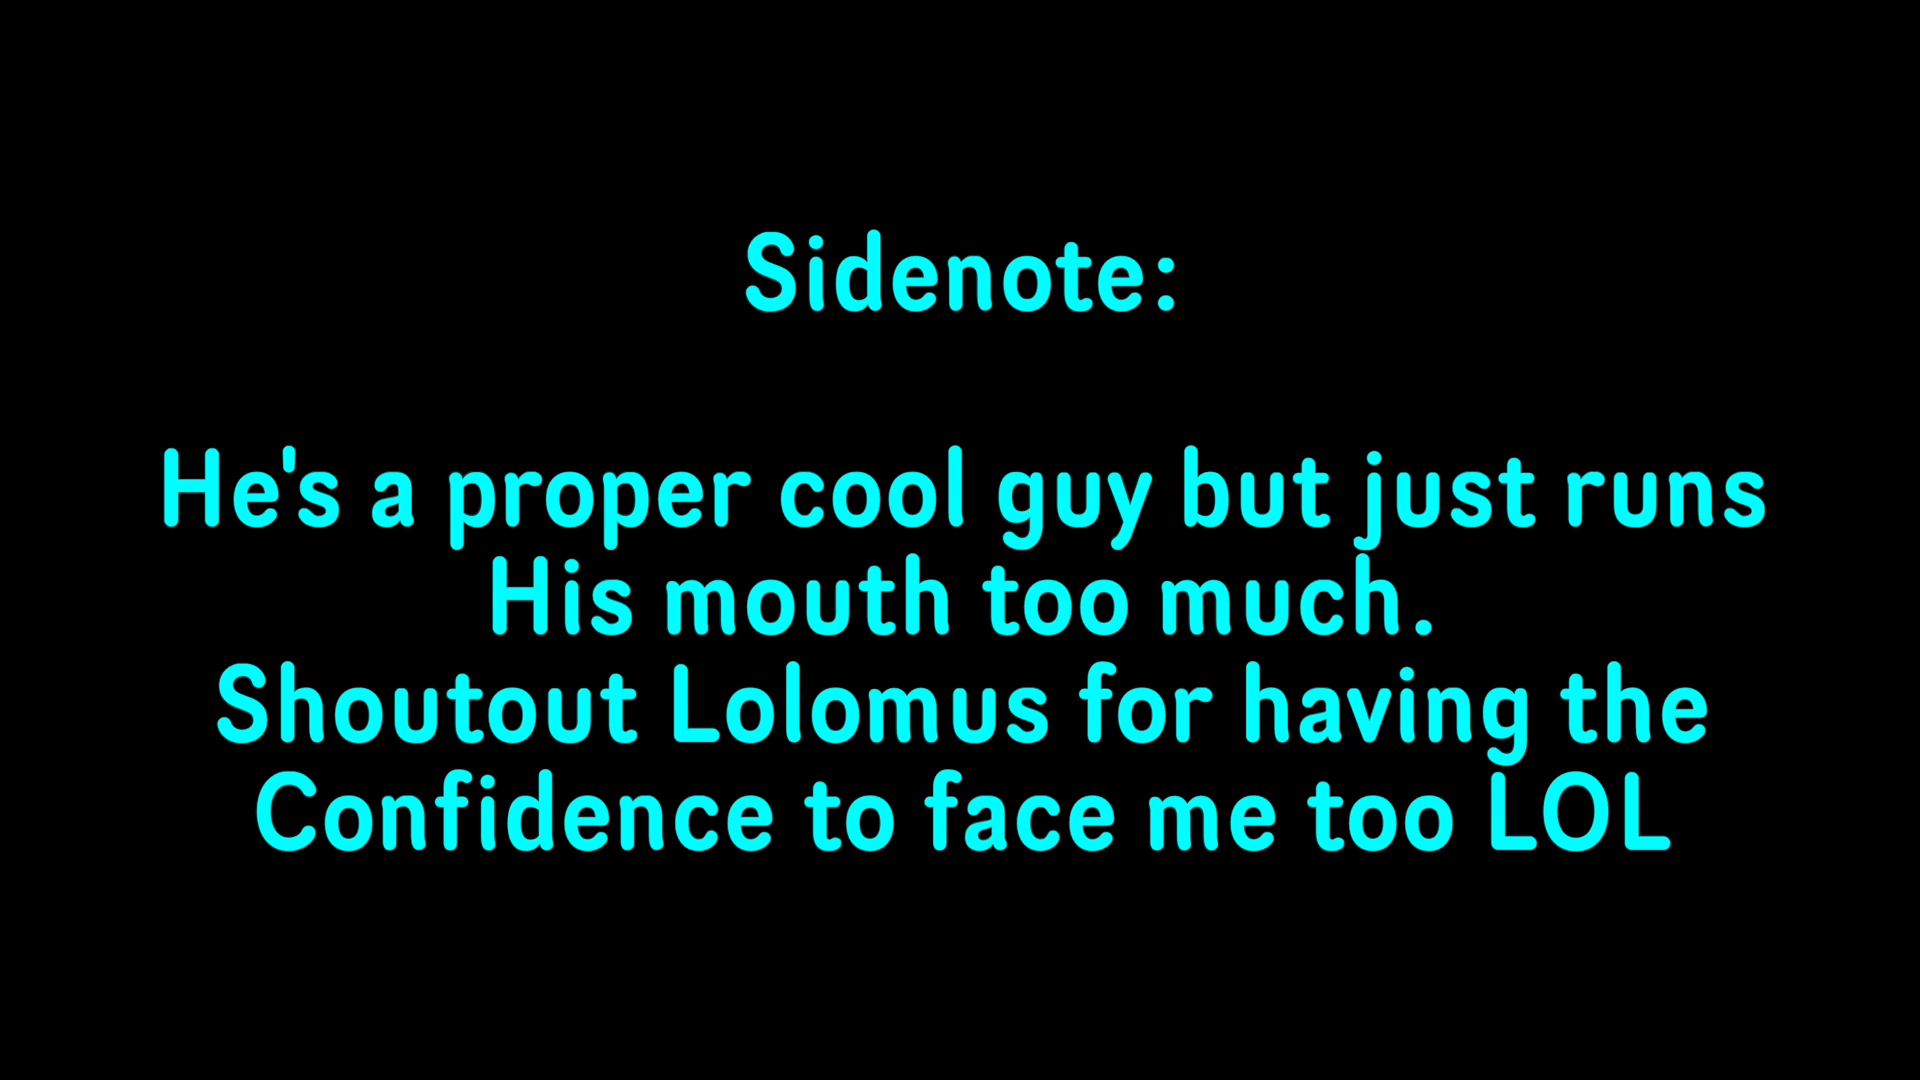 Sidenote:
He's a proper cool guy but just runs
His mouth too much.
Shoutout Lolomus for having the
Confidence to face me too LOL